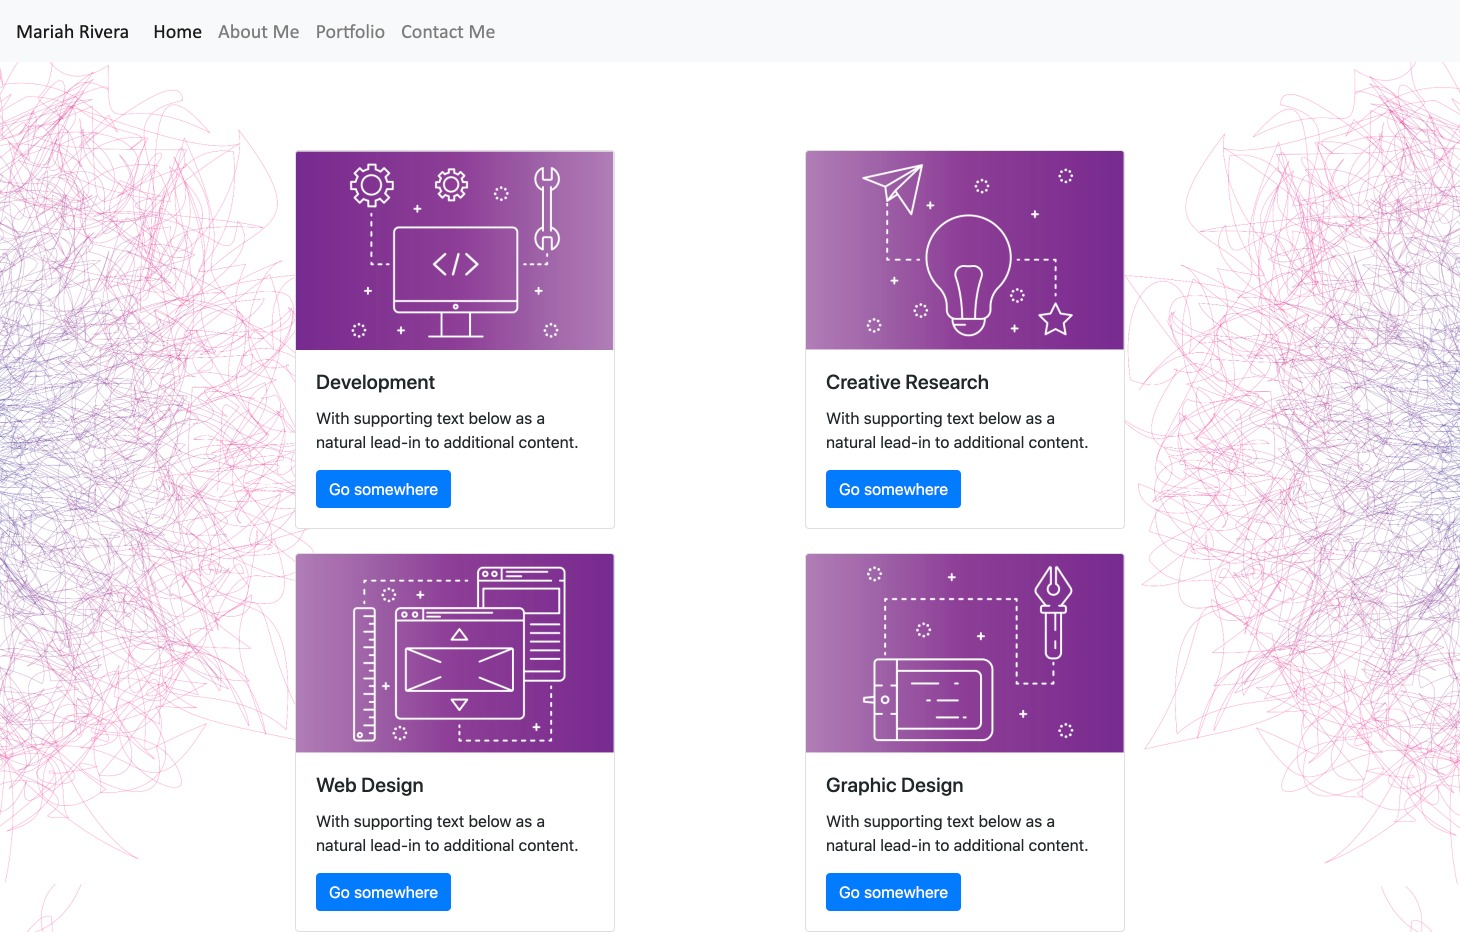 Mariah Rivera Home About Me Portfolio Contact Me
</>
Development
With supporting text below as a
natural lead-in to additional content.
Go somewhere
Creative Research
With supporting text below as a
natural lead-in to additional content.
Go somewhere
Web Design
With supporting text below as a
natural lead-in to additional content.
Go somewhere
Graphic Design
With supporting text below as a
natural lead-in to additional content.
Go somewhere